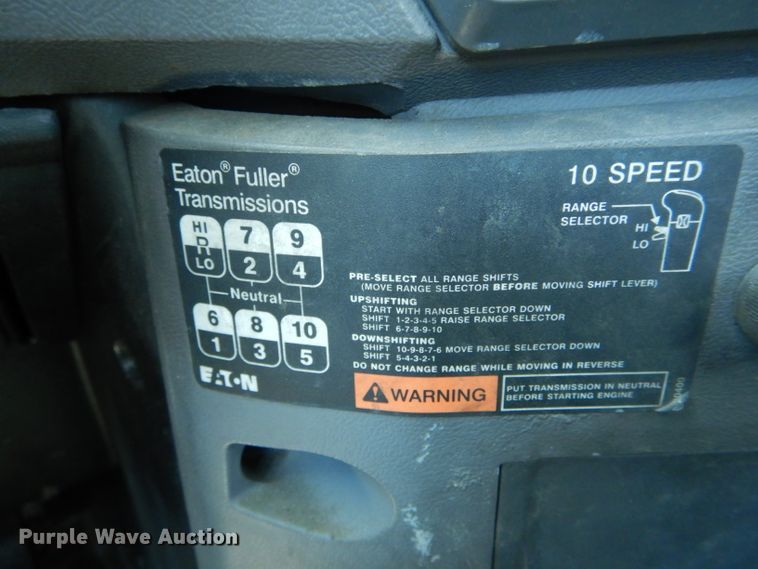 Eaton® Fuller®
Transmissions
10 SPEED
RANGE
SELECTOR
HI
LO
HI
R
LO
7
2
9
4
Neutral
6
1
8
3
10
5
EATON
PRE-SELECT ALL RANGE SHIFTS
(MOVE RANGE SELECTOR BEFORE MOVING SHIFT LEVER)
UPSHIFTING
START WITH RANGE SELECTOR DOWN
SHIFT 1-2-3-4-5 RAISE RANGE SELECTOR
SHIFT 6-7-8-9-10
DOWNSHIFTING
SHIFT 10-9-8-7-6 MOVE RANGE SELECTOR DOWN
SHIFT 5-4-3-2-1
DO NOT CHANGE RANGE WHILE MOVING IN REVERSE
WARNING
PUT TRANSMISSION IN NEUTRAL
BEFORE STARTING ENGINE
Purple Wave Auction®